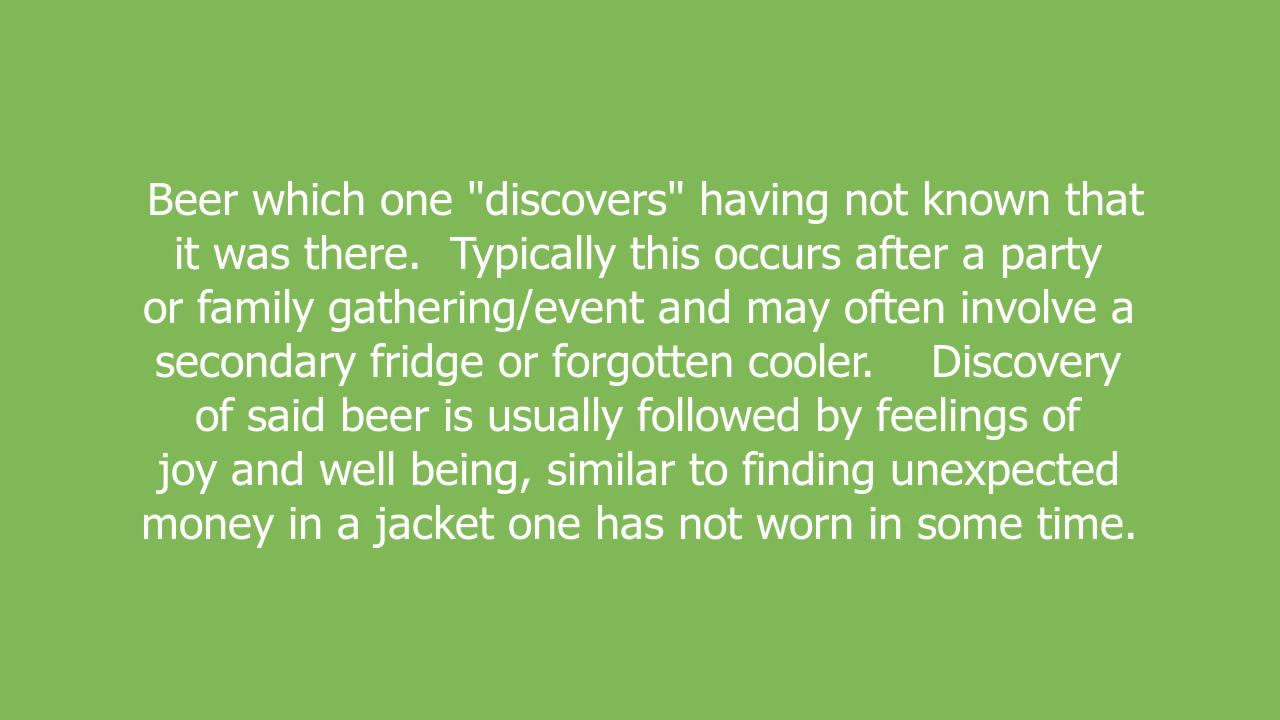 Beer which one "discovers" having not known that
it was there.  Typically this occurs after a party
or family gathering/event and may often involve a
secondary fridge or forgotten cooler.    Discovery
of said beer is usually followed by feelings of
joy and well being, similar to finding unexpected
money in a jacket one has not worn in some time.